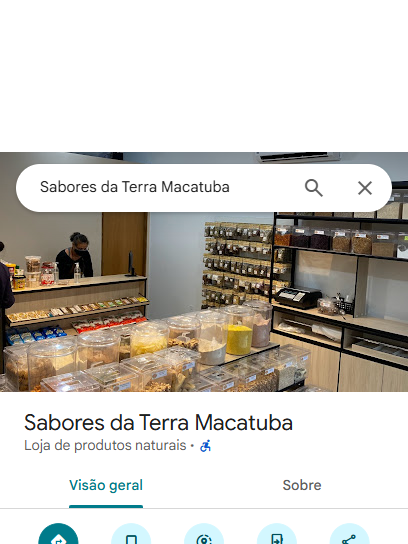 Sabores da Terra Macatuba
Sabores da Terra Macatuba
Loja de produtos naturais ·
Visão geral
Sobre